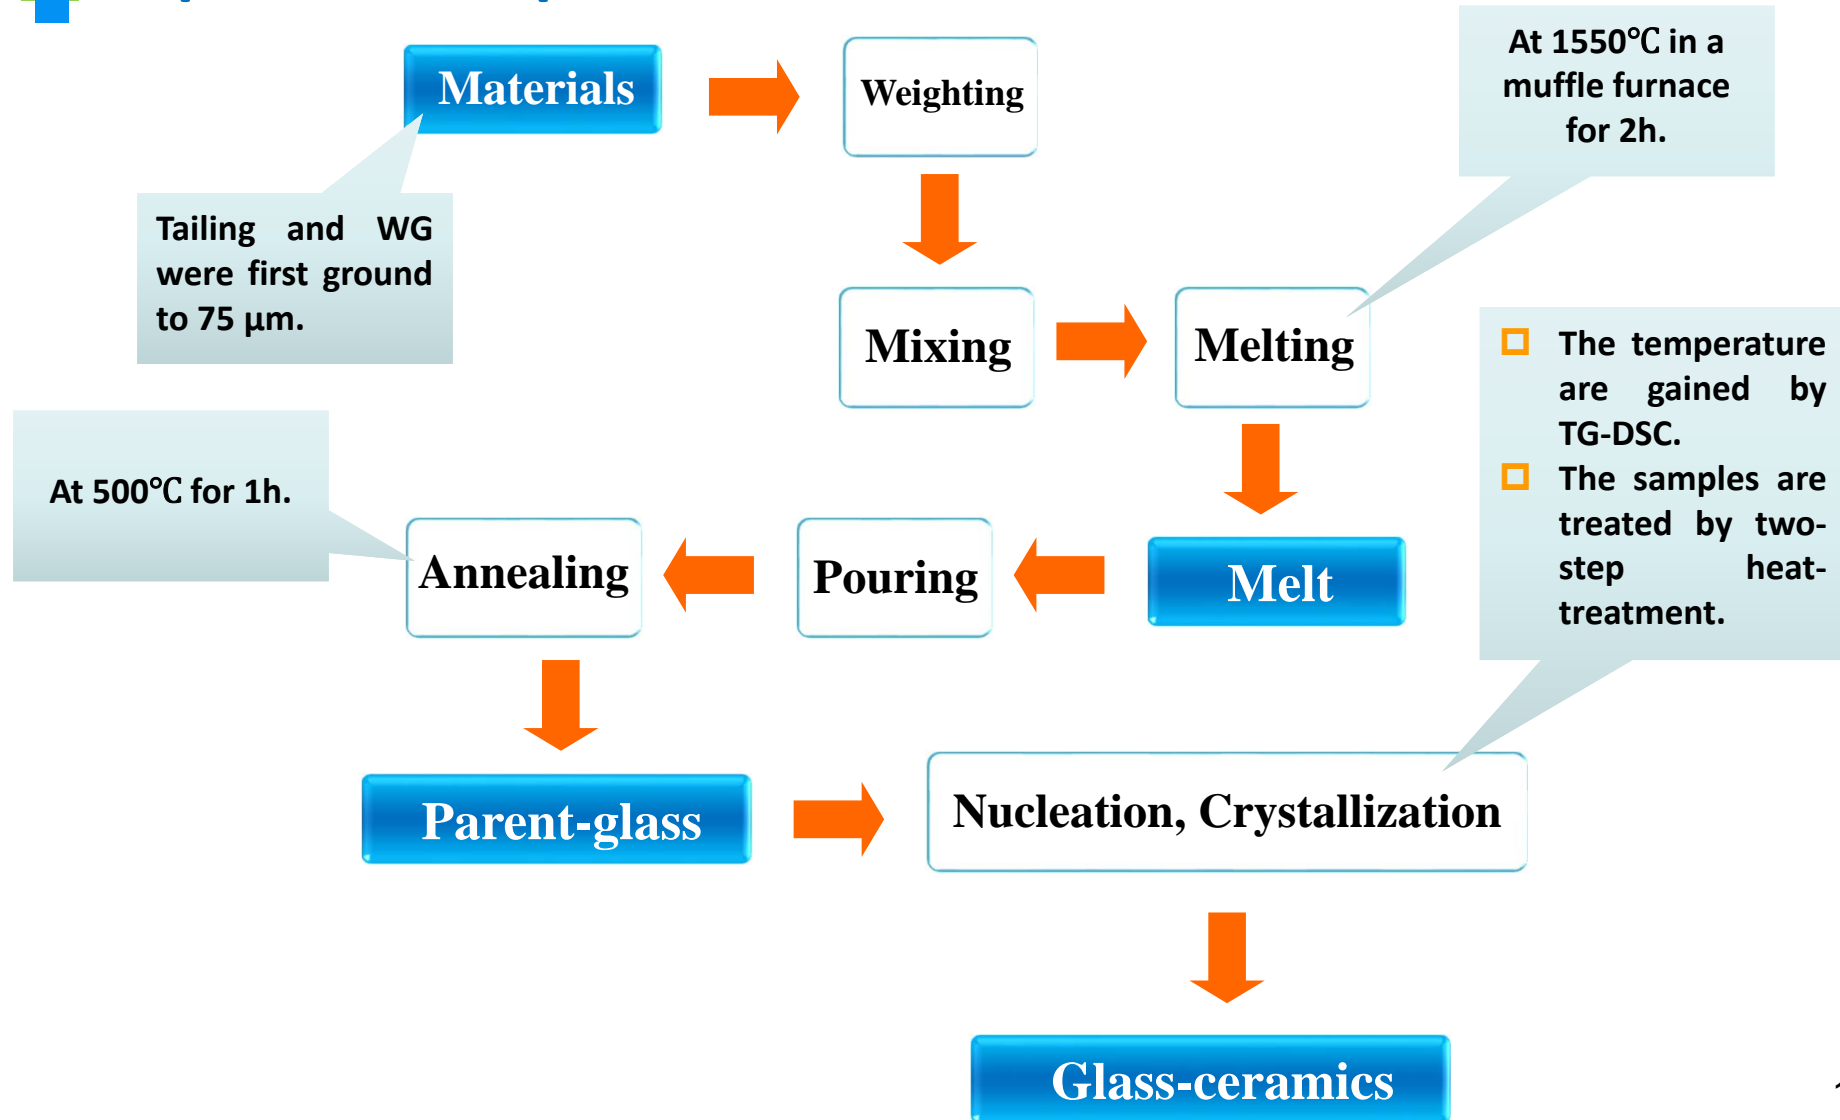 Materials
Weighting
At 1550℃ in a
muffle furnace
for 2h.
Tailing and WG
were first ground
to 75 μm.
Mixing
Melting
The temperature
are gained by
TG-DSC.
The samples are
treated by two-
step heat-
treatment.
At 500℃ for 1h.
Annealing
Pouring
Melt
Parent-glass
Nucleation, Crystallization
Glass-ceramics